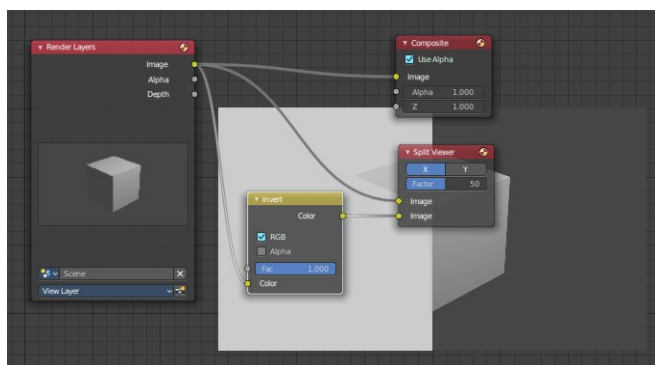 Render Layers
Image
Alpha
Depth
Scene
View Layer
Invert
Color
RGB
Alpha
Fac 1.000
Color
Composite
Use Alpha
Image
Alpha 1.000
Z 1.000
Split Viewer
X Y
Factor 50
Image
Image